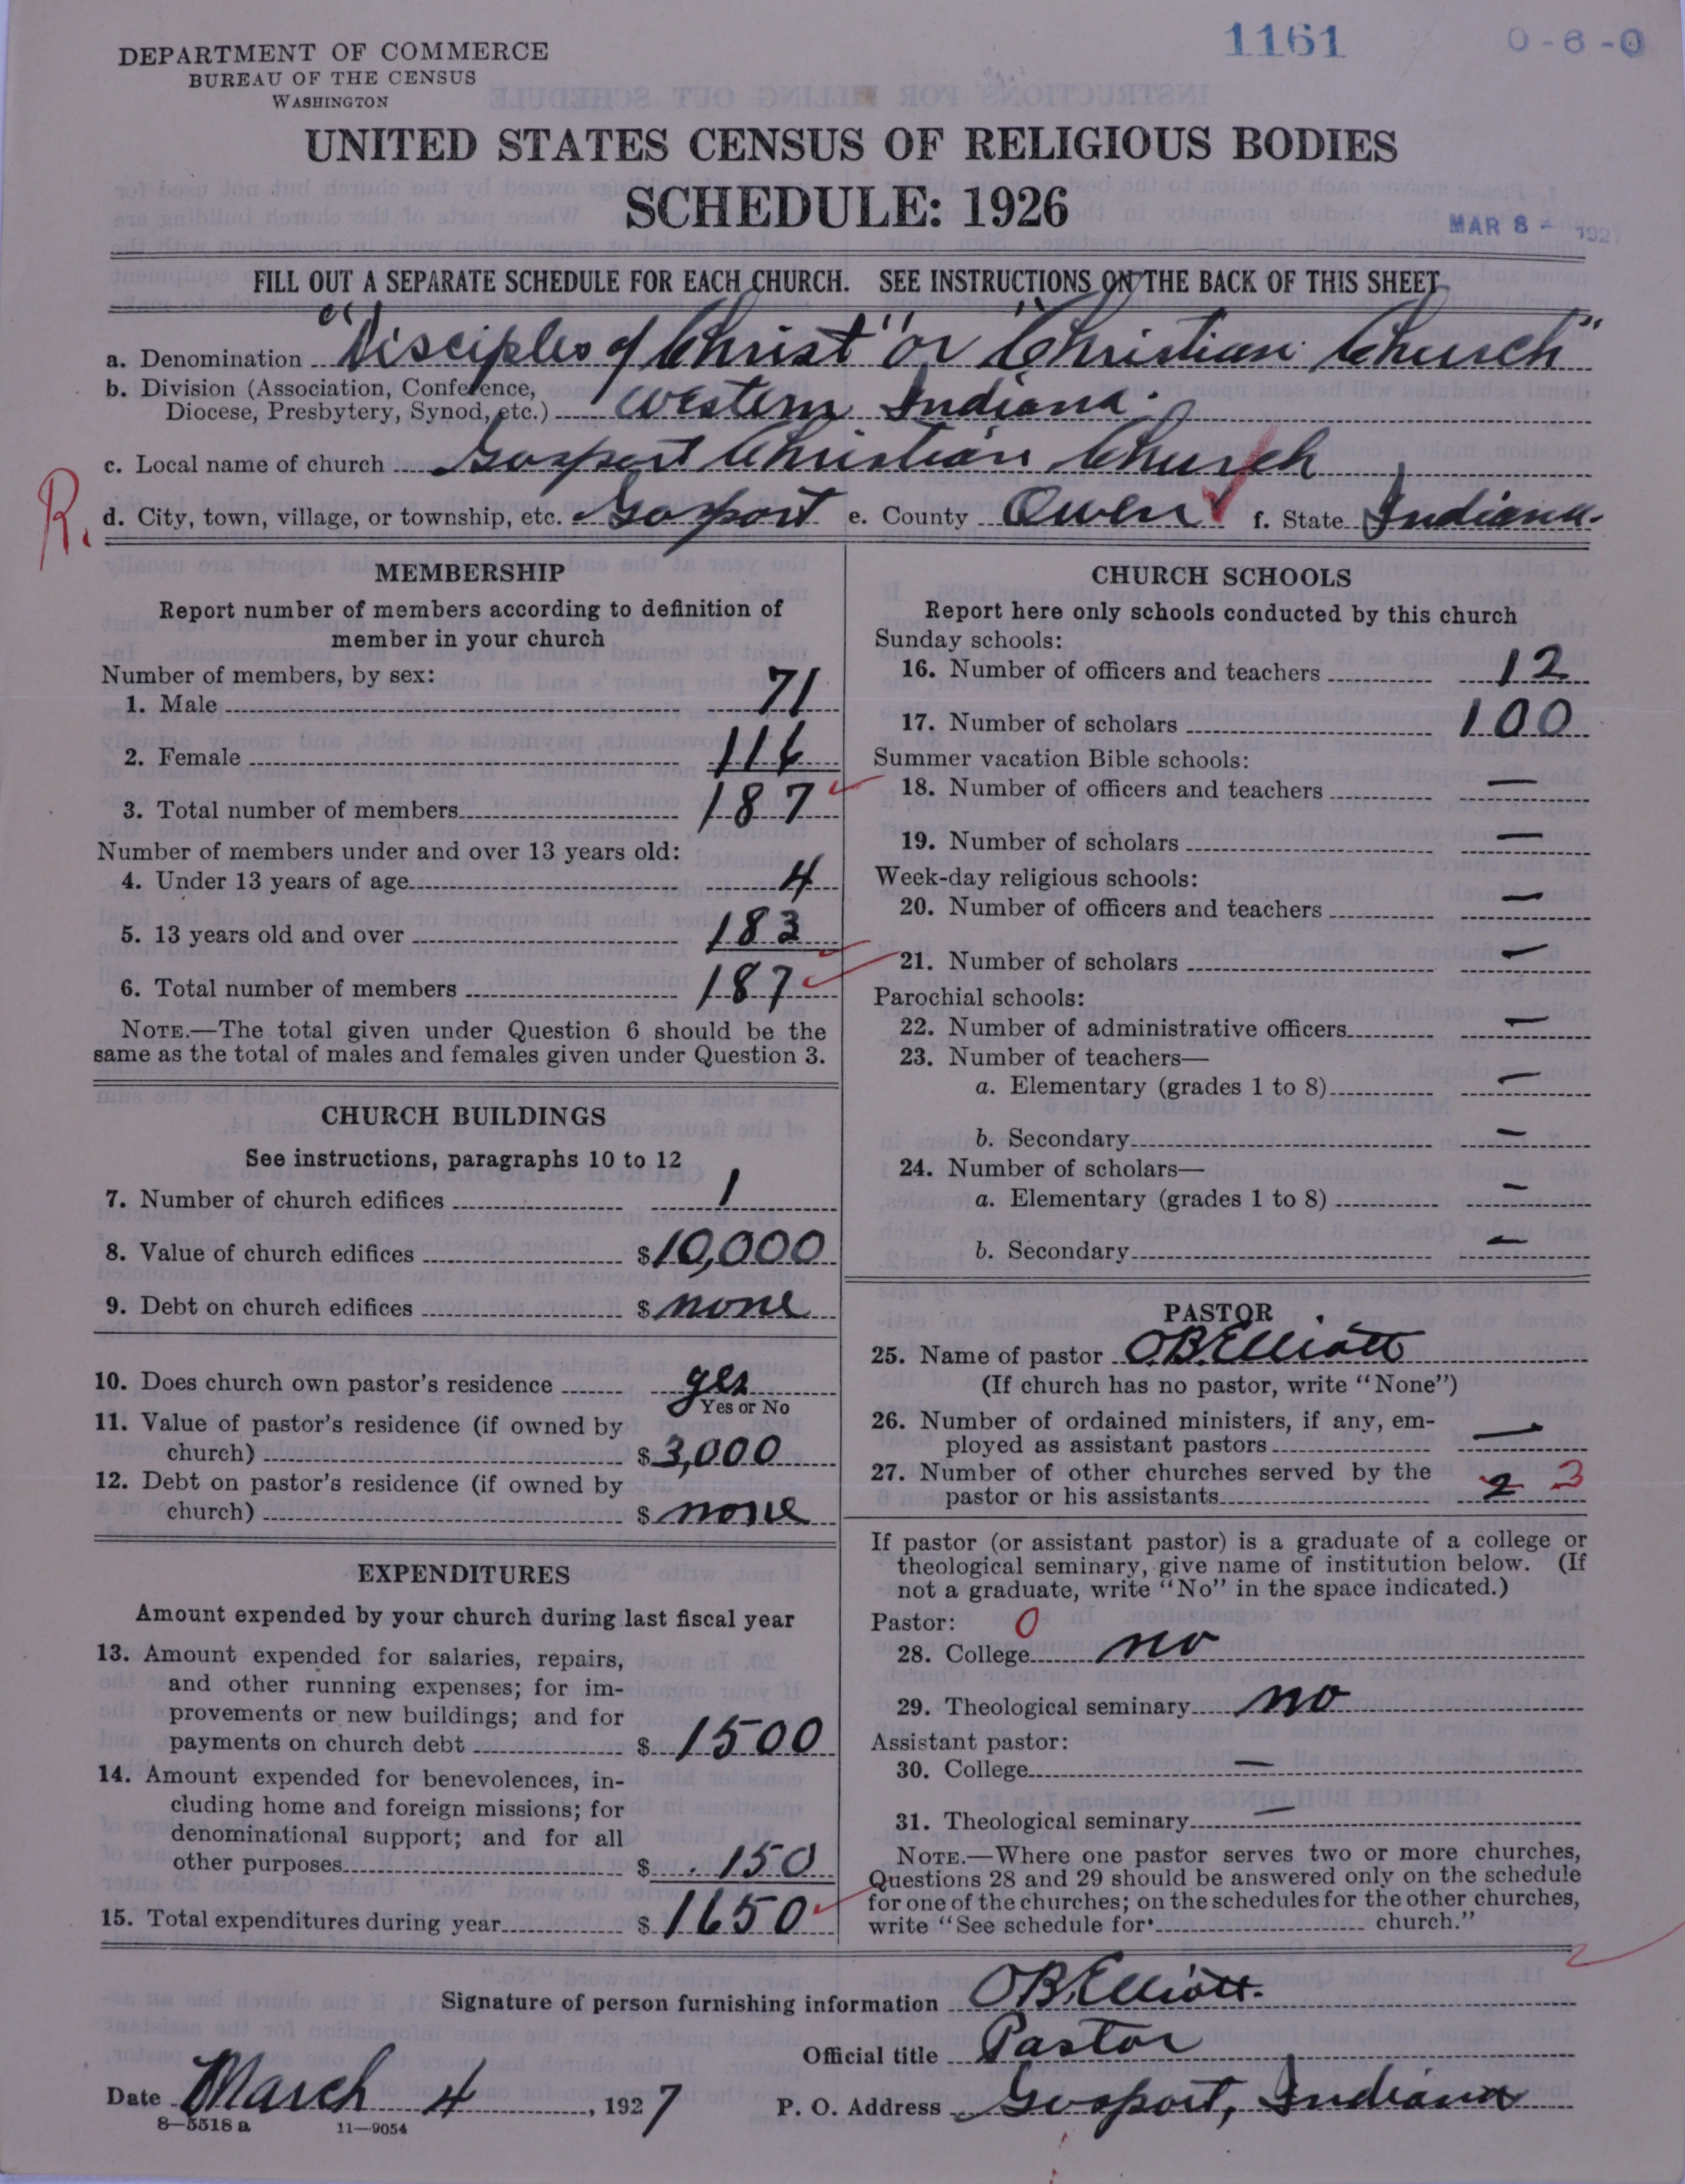 1161
0-6-0
DEPARTMENT OF COMMERCE
BUREAU OF THE CENSUS
WASHINGTON
UNITED STATES CENSUS OF RELIGIOUS BODIES
SCHEDULE: 1926
MAR 8 - 1927
FILL OUT A SEPARATE SCHEDULE FOR EACH CHURCH. SEE INSTRUCTIONS ON THE BACK OF THIS SHEET
a. Denomination "Disciples of Christ" or "Christian Church"
b. Division (Association, Conference,
Diocese, Presbytery, Synod, etc.) Western Indiana.
c. Local name of church Gosport Christian Church
R. d. City, town, village, or township, etc. Gosport e. County Owen f. State Indiana.
MEMBERSHIP
Report number of members according to definition of
member in your church
Number of members, by sex:
1. Male 71
2. Female 116
3. Total number of members 187
Number of members under and over 13 years old:
4. Under 13 years of age 4
5. 13 years old and over 183
6. Total number of members 187
NOTE.—The total given under Question 6 should be the
same as the total of males and females given under Question 3.
CHURCH BUILDINGS
See instructions, paragraphs 10 to 12
7. Number of church edifices 1
8. Value of church edifices $10,000
9. Debt on church edifices $ none
10. Does church own pastor's residence yes
Yes or No
11. Value of pastor's residence (if owned by
church) $3,000
12. Debt on pastor's residence (if owned by
church) $ none
EXPENDITURES
Amount expended by your church during last fiscal year
13. Amount expended for salaries, repairs,
and other running expenses; for im-
provements or new buildings; and for
payments on church debt $ 1500
14. Amount expended for benevolences, in-
cluding home and foreign missions; for
denominational support; and for all
other purposes $ 150
15. Total expenditures during year $ 1650
CHURCH SCHOOLS
Report here only schools conducted by this church
Sunday schools:
16. Number of officers and teachers 12
17. Number of scholars 100
Summer vacation Bible schools:
18. Number of officers and teachers —
19. Number of scholars —
Week-day religious schools:
20. Number of officers and teachers —
21. Number of scholars —
Parochial schools:
22. Number of administrative officers —
23. Number of teachers—
a. Elementary (grades 1 to 8) —
b. Secondary —
24. Number of scholars—
a. Elementary (grades 1 to 8) —
b. Secondary —
PASTOR
25. Name of pastor O.B. Elliott
(If church has no pastor, write "None")
26. Number of ordained ministers, if any, em-
ployed as assistant pastors —
27. Number of other churches served by the
pastor or his assistants 2 3
If pastor (or assistant pastor) is a graduate of a college or
theological seminary, give name of institution below. (If
not a graduate, write "No" in the space indicated.)
Pastor: 0
28. College no
29. Theological seminary no
Assistant pastor:
30. College —
31. Theological seminary —
NOTE.—Where one pastor serves two or more churches,
Questions 28 and 29 should be answered only on the schedule
for one of the churches; on the schedules for the other churches,
write "See schedule for church."
Signature of person furnishing information O B. Elliott.
Official title Pastor
Date March 4, 1927 P. O. Address Gosport, Indiana
8—5518 a 11—9054